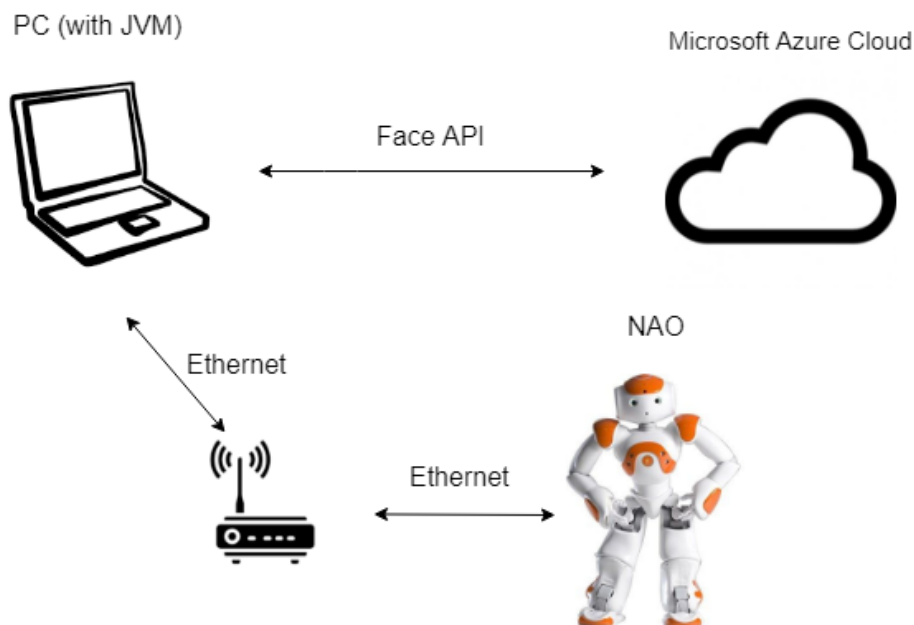 PC (with JVM)
Microsoft Azure Cloud
Face API
NAO
Ethernet
Ethernet